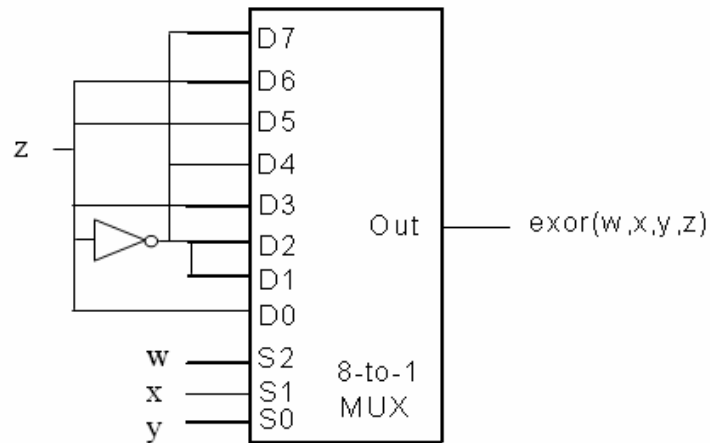 D7
D6
D5
z
D4
D3
Out
exor(w,x,y,z)
D2
D1
D0
w
S2
8-to-1
x
S1
MUX
y
S0